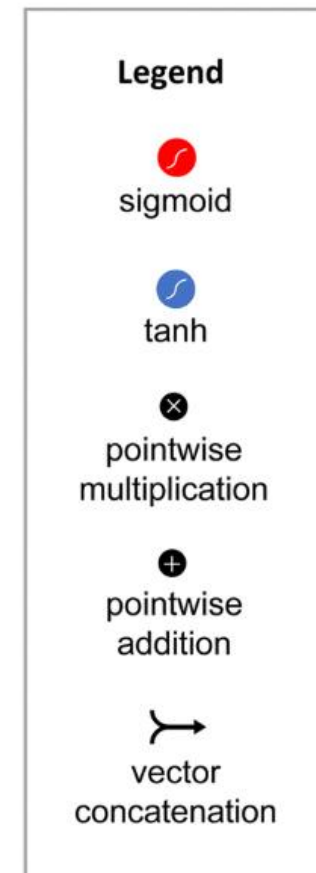 Legend
sigmoid
tanh
pointwise
multiplication
pointwise
addition
vector
concatenation